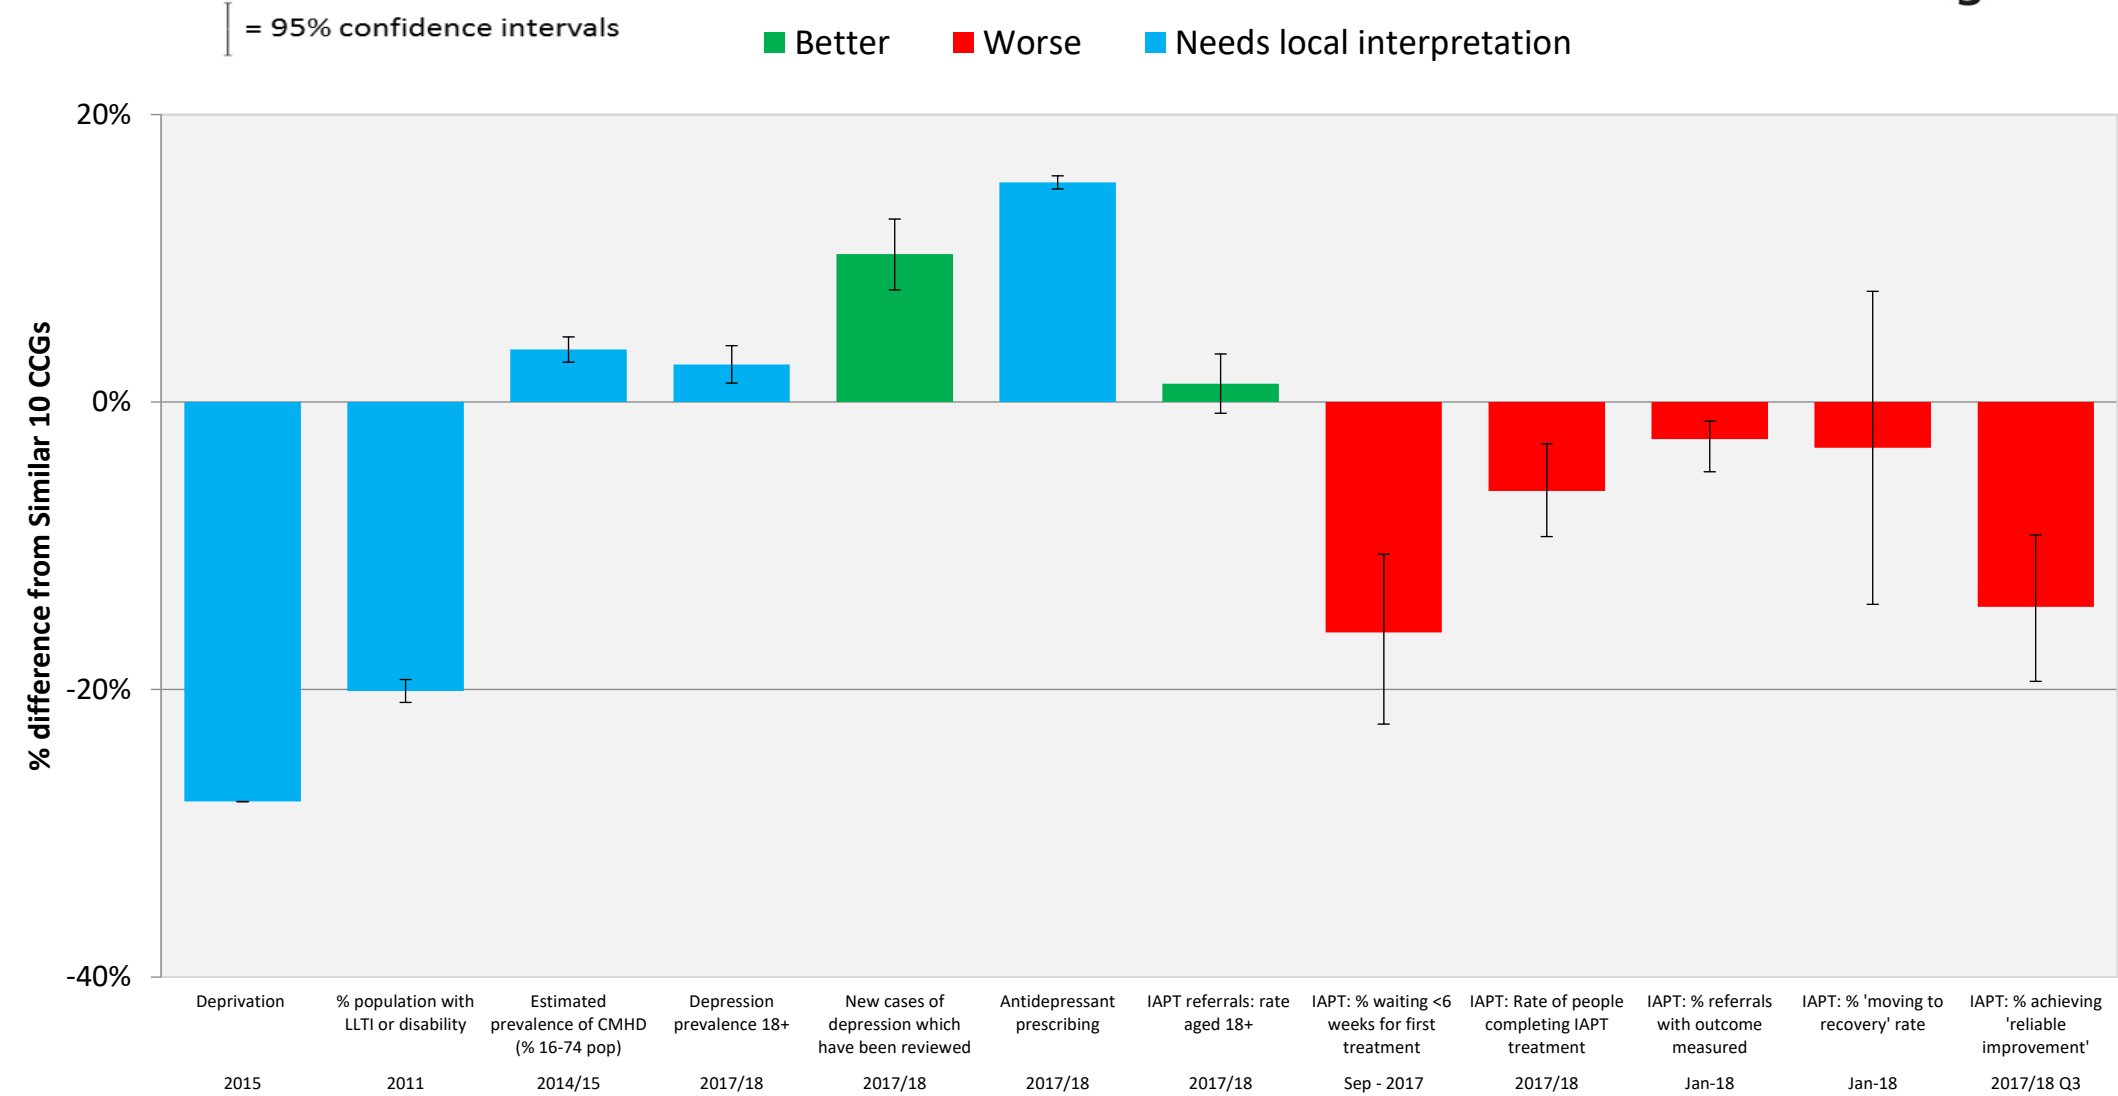 = 95% confidence intervals
Better
Worse
Needs local interpretation
20%
0%
-20%
-40%
% difference from Similar 10 CCGs
Deprivation
2015
% population with
LLTI or disability
2011
Estimated
prevalence of CMHD
(% 16-74 pop)
2014/15
Depression
prevalence 18+
2017/18
New cases of
depression which
have been reviewed
2017/18
Antidepressant
prescribing
2017/18
IAPT referrals: rate
aged 18+
2017/18
IAPT: % waiting <6
weeks for first
treatment
Sep - 2017
IAPT: Rate of people
completing IAPT
treatment
2017/18
IAPT: % referrals
with outcome
measured
Jan-18
IAPT: % 'moving to
recovery' rate
Jan-18
IAPT: % achieving
'reliable
improvement'
2017/18 Q3